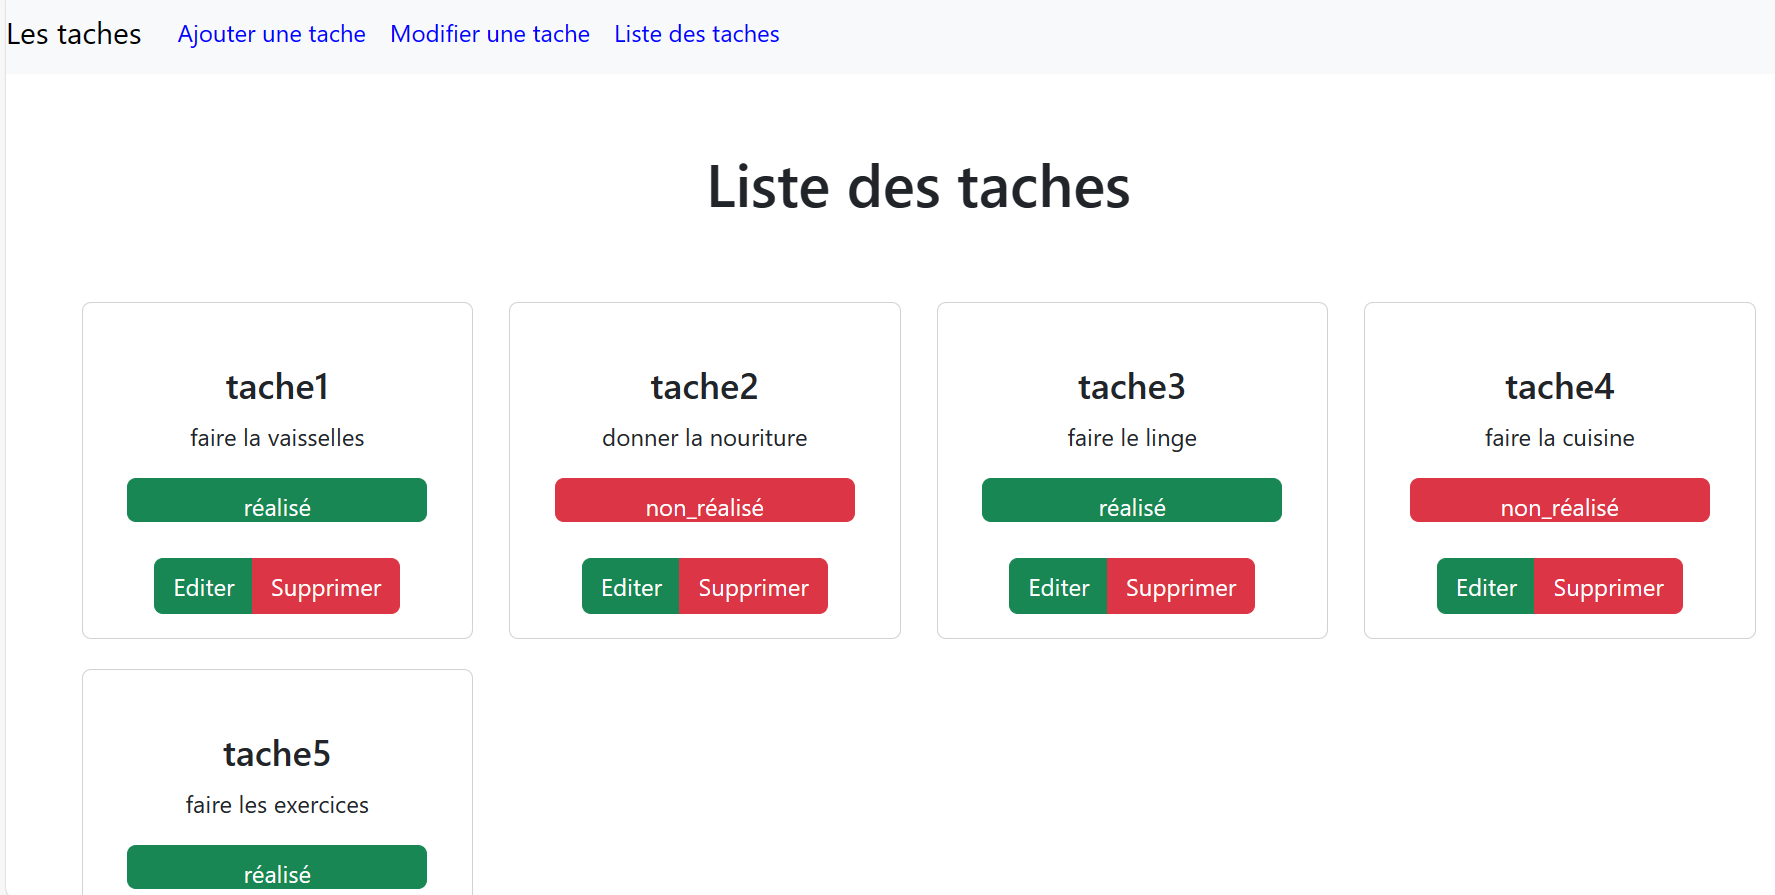 Les taches Ajouter une tache Modifier une tache Liste des taches
Liste des taches
tache1
faire la vaisselles
réalisé
Editer Supprimer
tache2
donner la nouriture
non_réalisé
Editer Supprimer
tache3
faire le linge
réalisé
Editer Supprimer
tache4
faire la cuisine
non_réalisé
Editer Supprimer
tache5
faire les exercices
réalisé